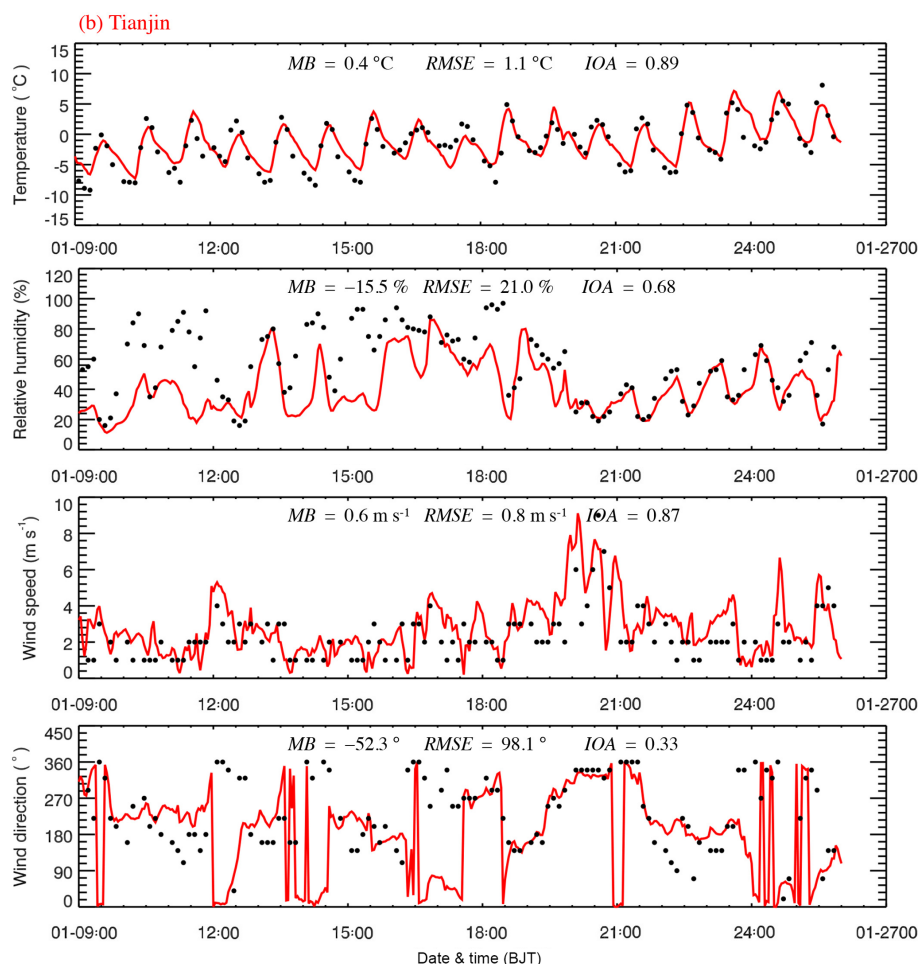 (b) Tianjin
MB = 0.4 °C RMSE = 1.1 °C IOA = 0.89
Temperature ( °C)
15
10
5
0
-5
-10
-15
01-09:00 12:00 15:00 18:00 21:00 24:00 01-2700
MB = −15.5 % RMSE = 21.0 % IOA = 0.68
Relative humidity (%)
120
100
80
60
40
20
0
01-09:00 12:00 15:00 18:00 21:00 24:00 01-2700
MB = 0.6 m s-1 RMSE = 0.8 m s-1 IOA = 0.87
Wind speed (m s-1)
10
8
6
4
2
0
01-09:00 12:00 15:00 18:00 21:00 24:00 01-2700
MB = −52.3 ° RMSE = 98.1 ° IOA = 0.33
Wind direction ( °)
450
360
270
180
90
0
01-09:00 12:00 15:00 18:00 21:00 24:00 01-2700
Date & time (BJT)